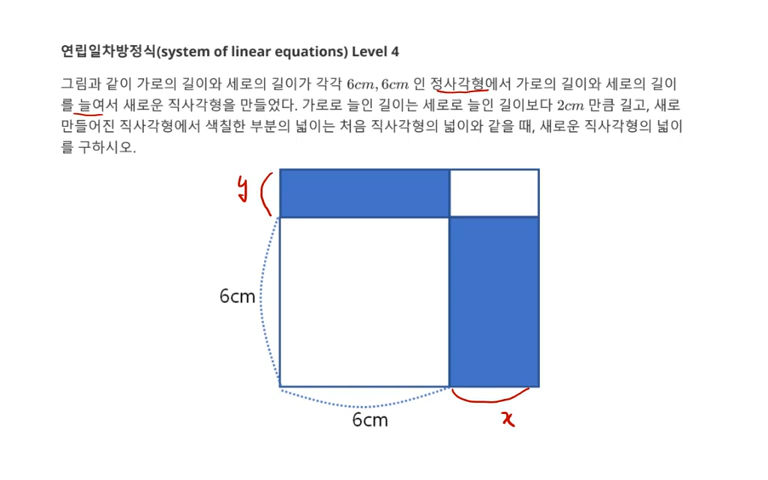 연립일차방정식(system of linear equations) Level 4
그림과 같이 가로의 길이와 세로의 길이가 각각 6cm, 6cm 인 정사각형에서 가로의 길이와 세로의 길이
를 늘여서 새로운 직사각형을 만들었다. 가로로 늘인 길이는 세로로 늘인 길이보다 2cm 만큼 길고, 새로
만들어진 직사각형에서 색칠한 부분의 넓이는 처음 직사각형의 넓이와 같을 때, 새로운 직사각형의 넓이
를 구하시오.
y
6cm
6cm
x